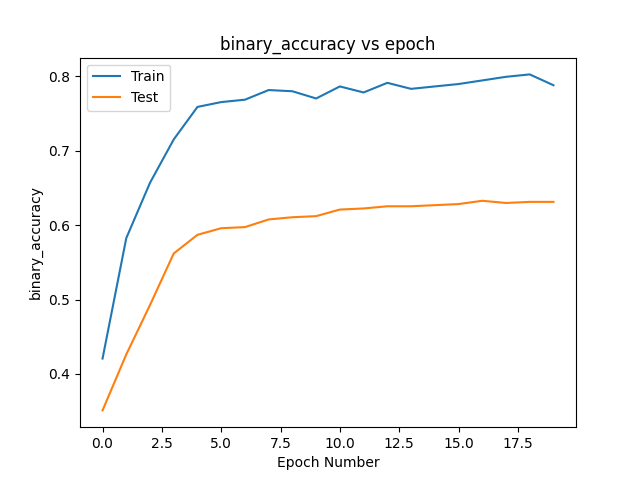 binary_accuracy vs epoch
Train
Test
0.8
0.7
0.6
0.5
0.4
binary_accuracy
0.0 2.5 5.0 7.5 10.0 12.5 15.0 17.5
Epoch Number